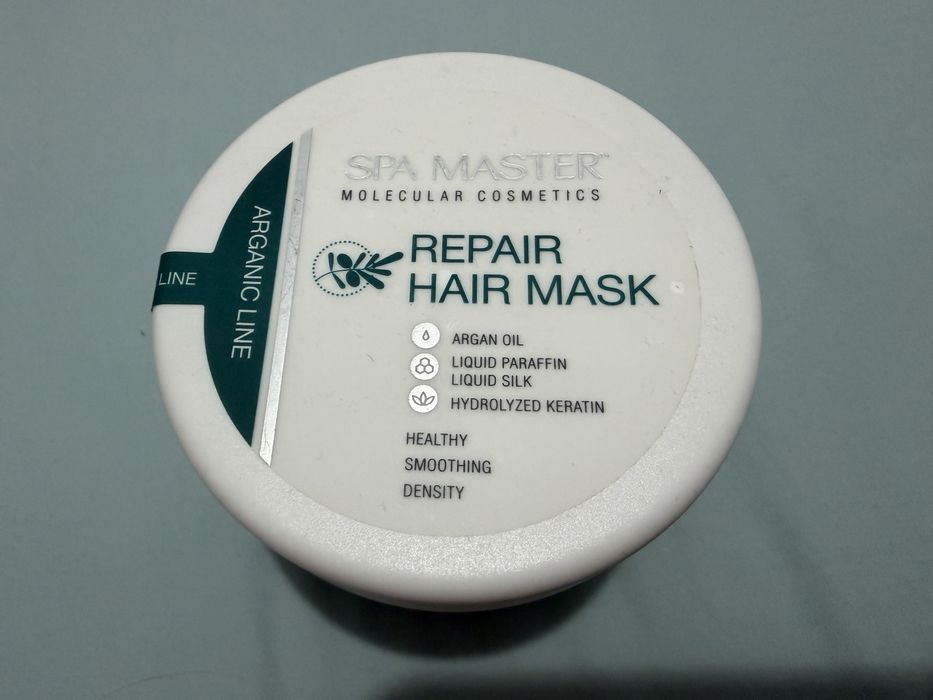 SPA MASTER™
MOLECULAR COSMETICS
REPAIR
HAIR MASK
ARGAN OIL
LIQUID PARAFFIN
LIQUID SILK
HYDROLYZED KERATIN
HEALTHY
SMOOTHING
DENSITY
ARGANIC LINE
LINE